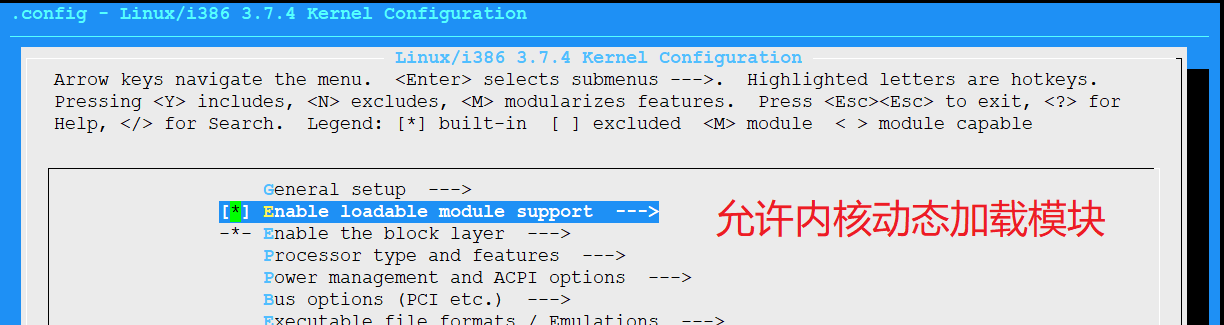 .config - Linux/i386 3.7.4 Kernel Configuration
Linux/i386 3.7.4 Kernel Configuration
Arrow keys navigate the menu.  <Enter> selects submenus --->.  Highlighted letters are hotkeys.
Pressing <Y> includes, <N> excludes, <M> modularizes features.  Press <Esc><Esc> to exit, <?> for
Help, </> for Search.  Legend: [*] built-in  [ ] excluded  <M> module  < > module capable
General setup  --->
[*] Enable loadable module support  --->
允许内核动态加载模块
-*- Enable the block layer  --->
Processor type and features  --->
Power management and ACPI options  --->
Bus options (PCI etc.)  --->
Executable file formats / Emulations  --->